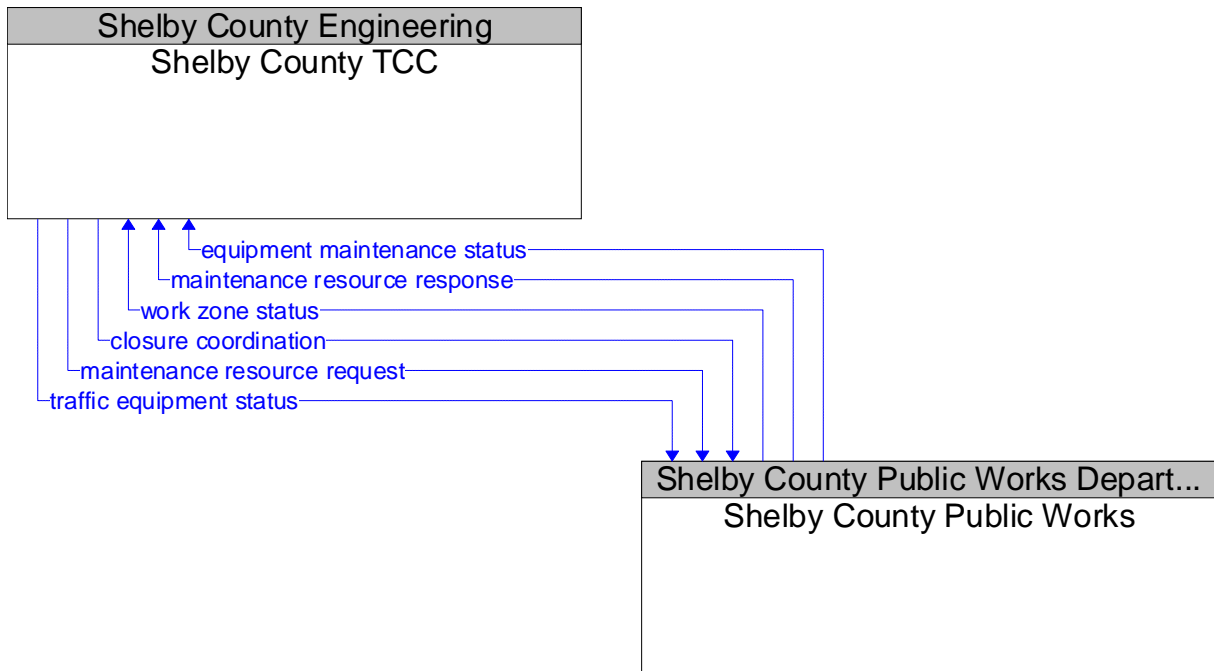 Shelby County Engineering
Shelby County TCC
equipment maintenance status
maintenance resource response
work zone status
closure coordination
maintenance resource request
traffic equipment status
Shelby County Public Works Depart...
Shelby County Public Works